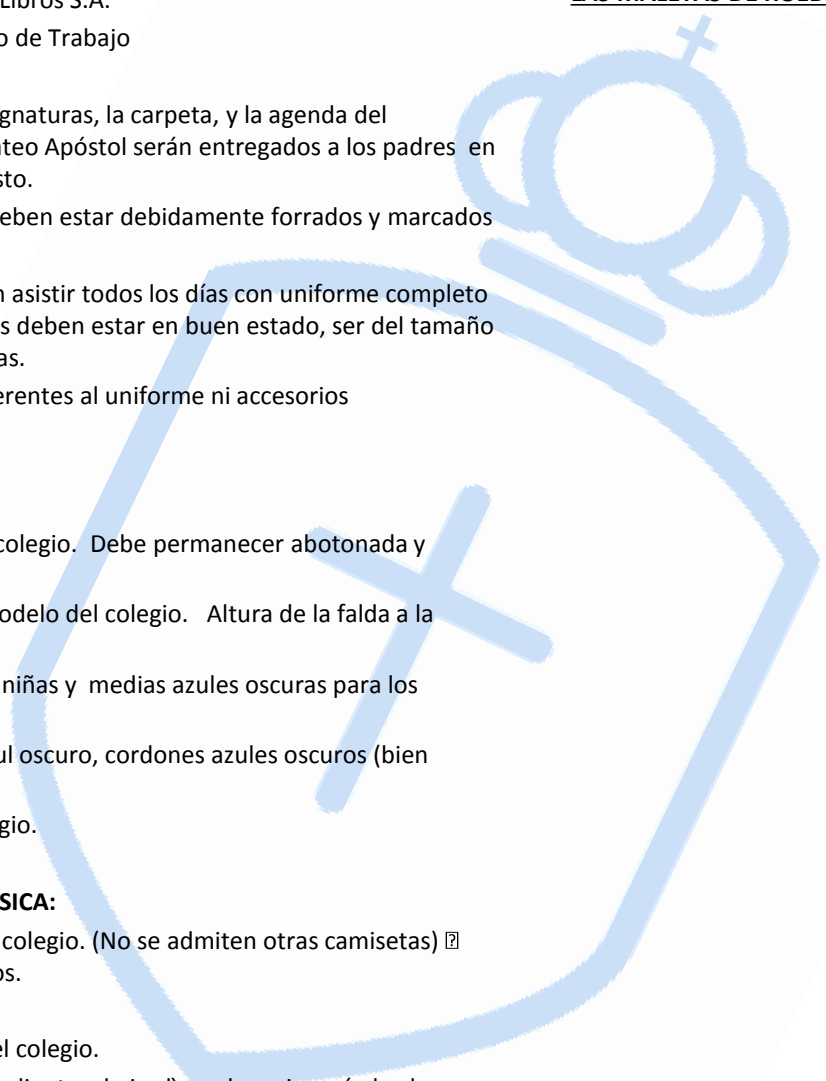 Libros S.A.
o de Trabajo
gnaturas, la carpeta, y la agenda del
ateo Apóstol serán entregados a los padres en
sto.
deben estar debidamente forrados y marcados
n asistir todos los días con uniforme completo
s deben estar en buen estado, ser del tamaño
as.
erentes al uniforme ni accesorios
colegio. Debe permanecer abotonada y
odelo del colegio. Altura de la falda a la
niñas y medias azules oscuras para los
ul oscuro, cordones azules oscuros (bien
gio.
SICA:
colegio. (No se admiten otras camisetas)
os.
el colegio.